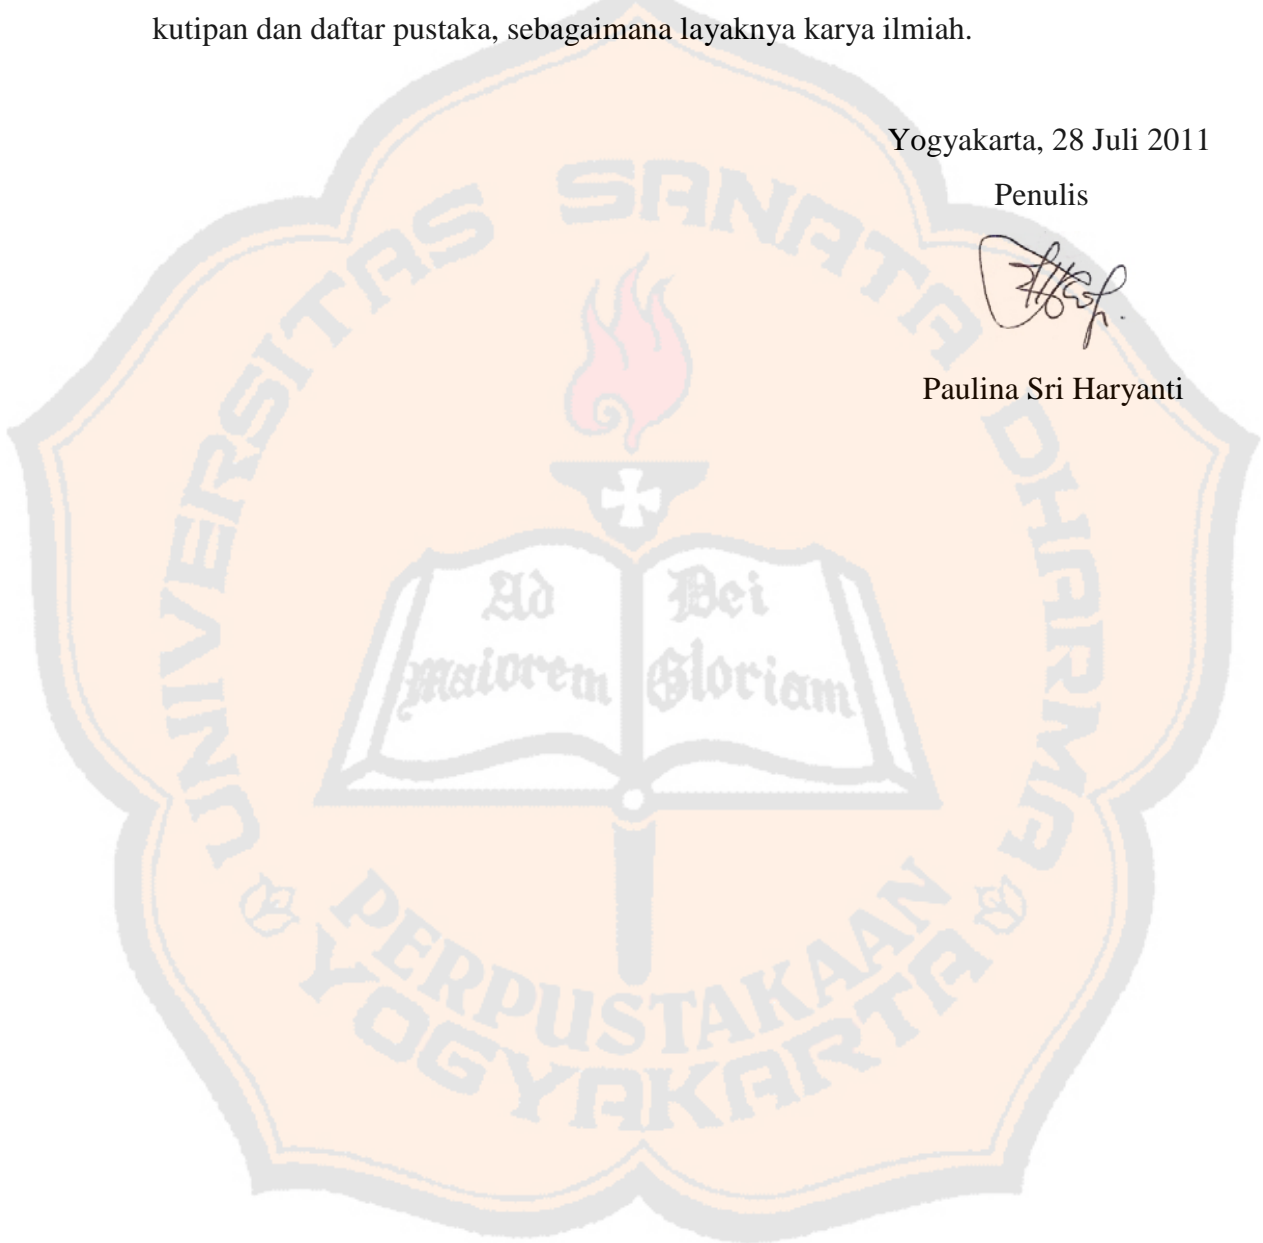 kutipan dan daftar pustaka, sebagaimana layaknya karya ilmiah.
Yogyakarta, 28 Juli 2011
Penulis
Paulina Sri Haryanti
UNIVERSITAS SANATA DHARMA
Ad
maiorem
Dei
Gloriam
PERPUSTAKAAN
YOGYAKARTA